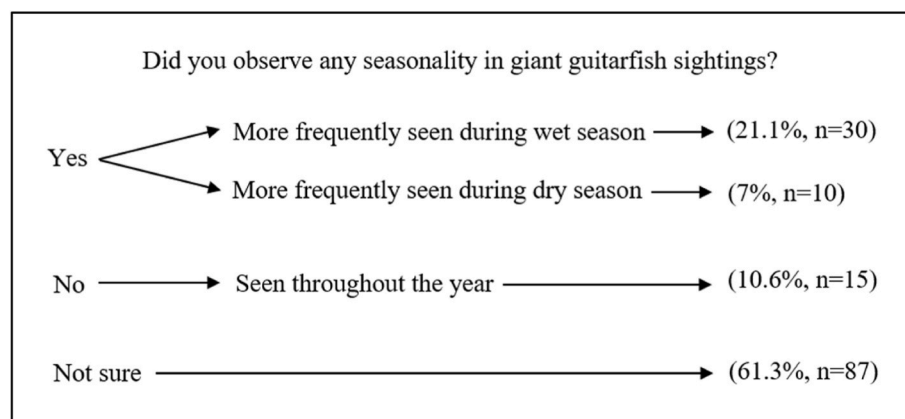 Did you observe any seasonality in giant guitarfish sightings?
Yes
More frequently seen during wet season
(21.1%, n=30)
More frequently seen during dry season
(7%, n=10)
No
Seen throughout the year
(10.6%, n=15)
Not sure
(61.3%, n=87)